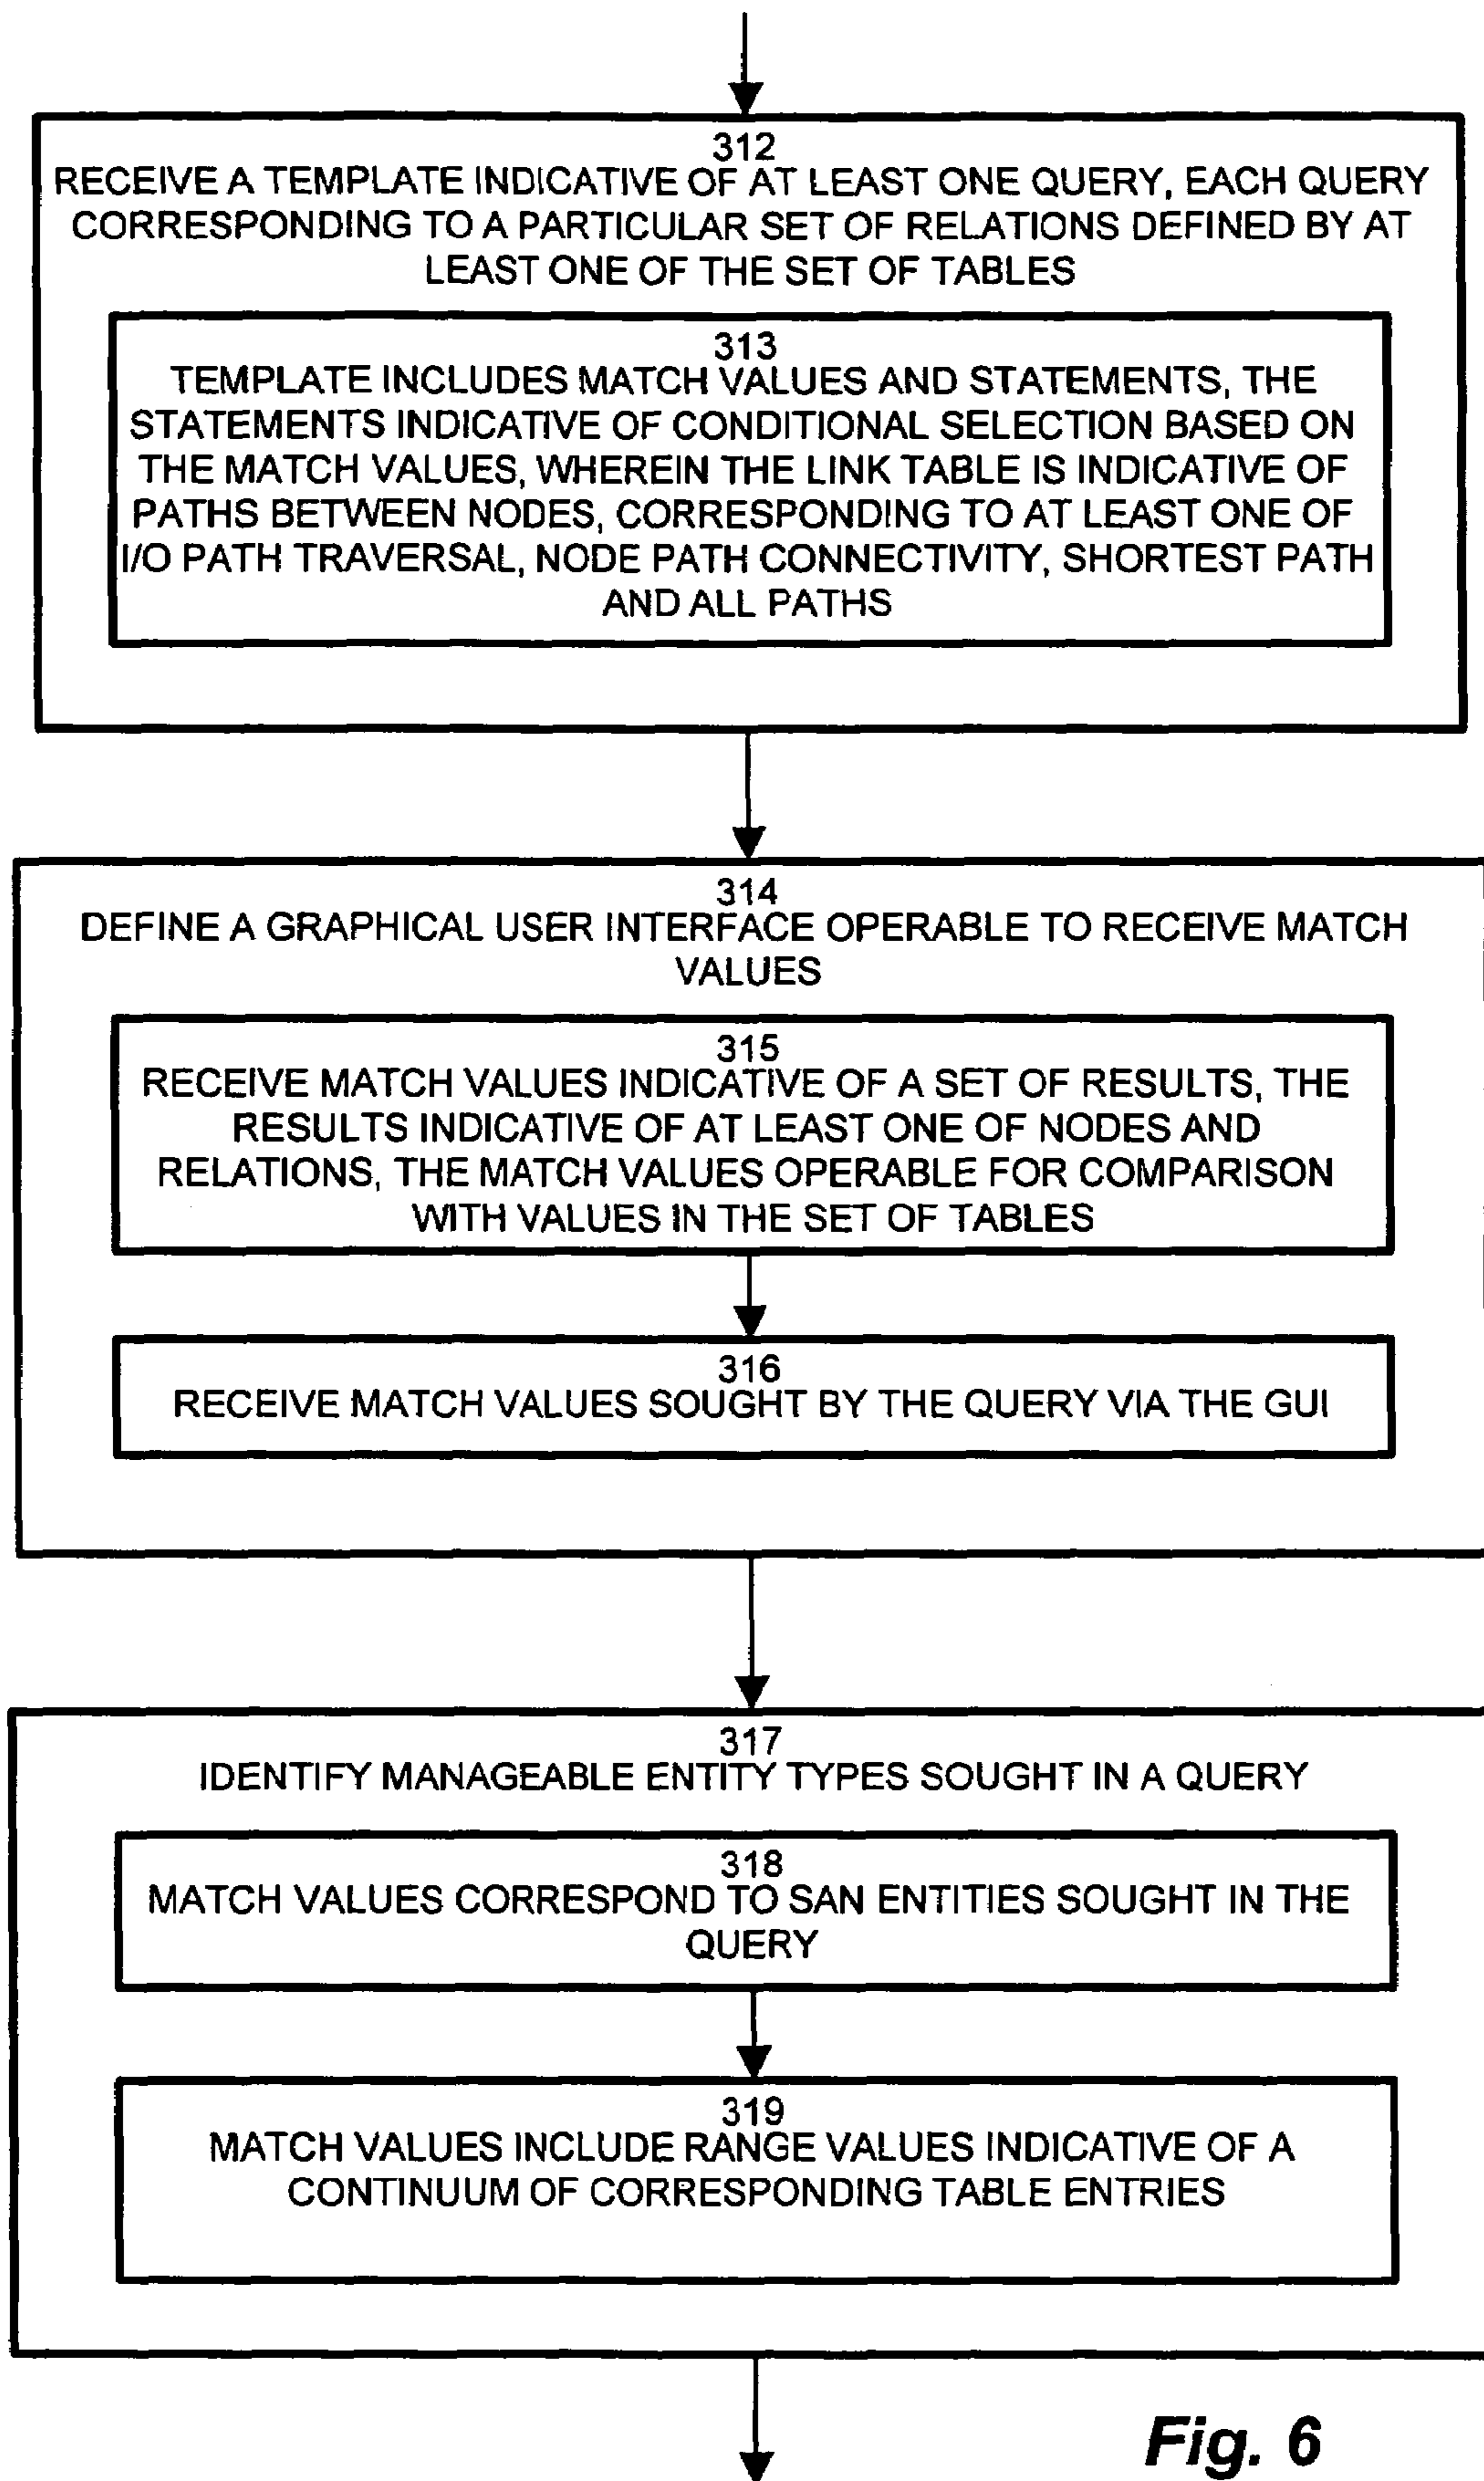 312
RECEIVE A TEMPLATE INDICATIVE OF AT LEAST ONE QUERY, EACH QUERY
CORRESPONDING TO A PARTICULAR SET OF RELATIONS DEFINED BY AT
LEAST ONE OF THE SET OF TABLES
313
TEMPLATE INCLUDES MATCH VALUES AND STATEMENTS, THE
STATEMENTS INDICATIVE OF CONDITIONAL SELECTION BASED ON
THE MATCH VALUES, WHEREIN THE LINK TABLE IS INDICATIVE OF
PATHS BETWEEN NODES, CORRESPONDING TO AT LEAST ONE OF
I/O PATH TRAVERSAL, NODE PATH CONNECTIVITY, SHORTEST PATH
AND ALL PATHS
314
DEFINE A GRAPHICAL USER INTERFACE OPERABLE TO RECEIVE MATCH
VALUES
315
RECEIVE MATCH VALUES INDICATIVE OF A SET OF RESULTS, THE
RESULTS INDICATIVE OF AT LEAST ONE OF NODES AND
RELATIONS, THE MATCH VALUES OPERABLE FOR COMPARISON
WITH VALUES IN THE SET OF TABLES
316
RECEIVE MATCH VALUES SOUGHT BY THE QUERY VIA THE GUI
317
IDENTIFY MANAGEABLE ENTITY TYPES SOUGHT IN A QUERY
318
MATCH VALUES CORRESPOND TO SAN ENTITIES SOUGHT IN THE
QUERY
319
MATCH VALUES INCLUDE RANGE VALUES INDICATIVE OF A
CONTINUUM OF CORRESPONDING TABLE ENTRIES
Fig. 6